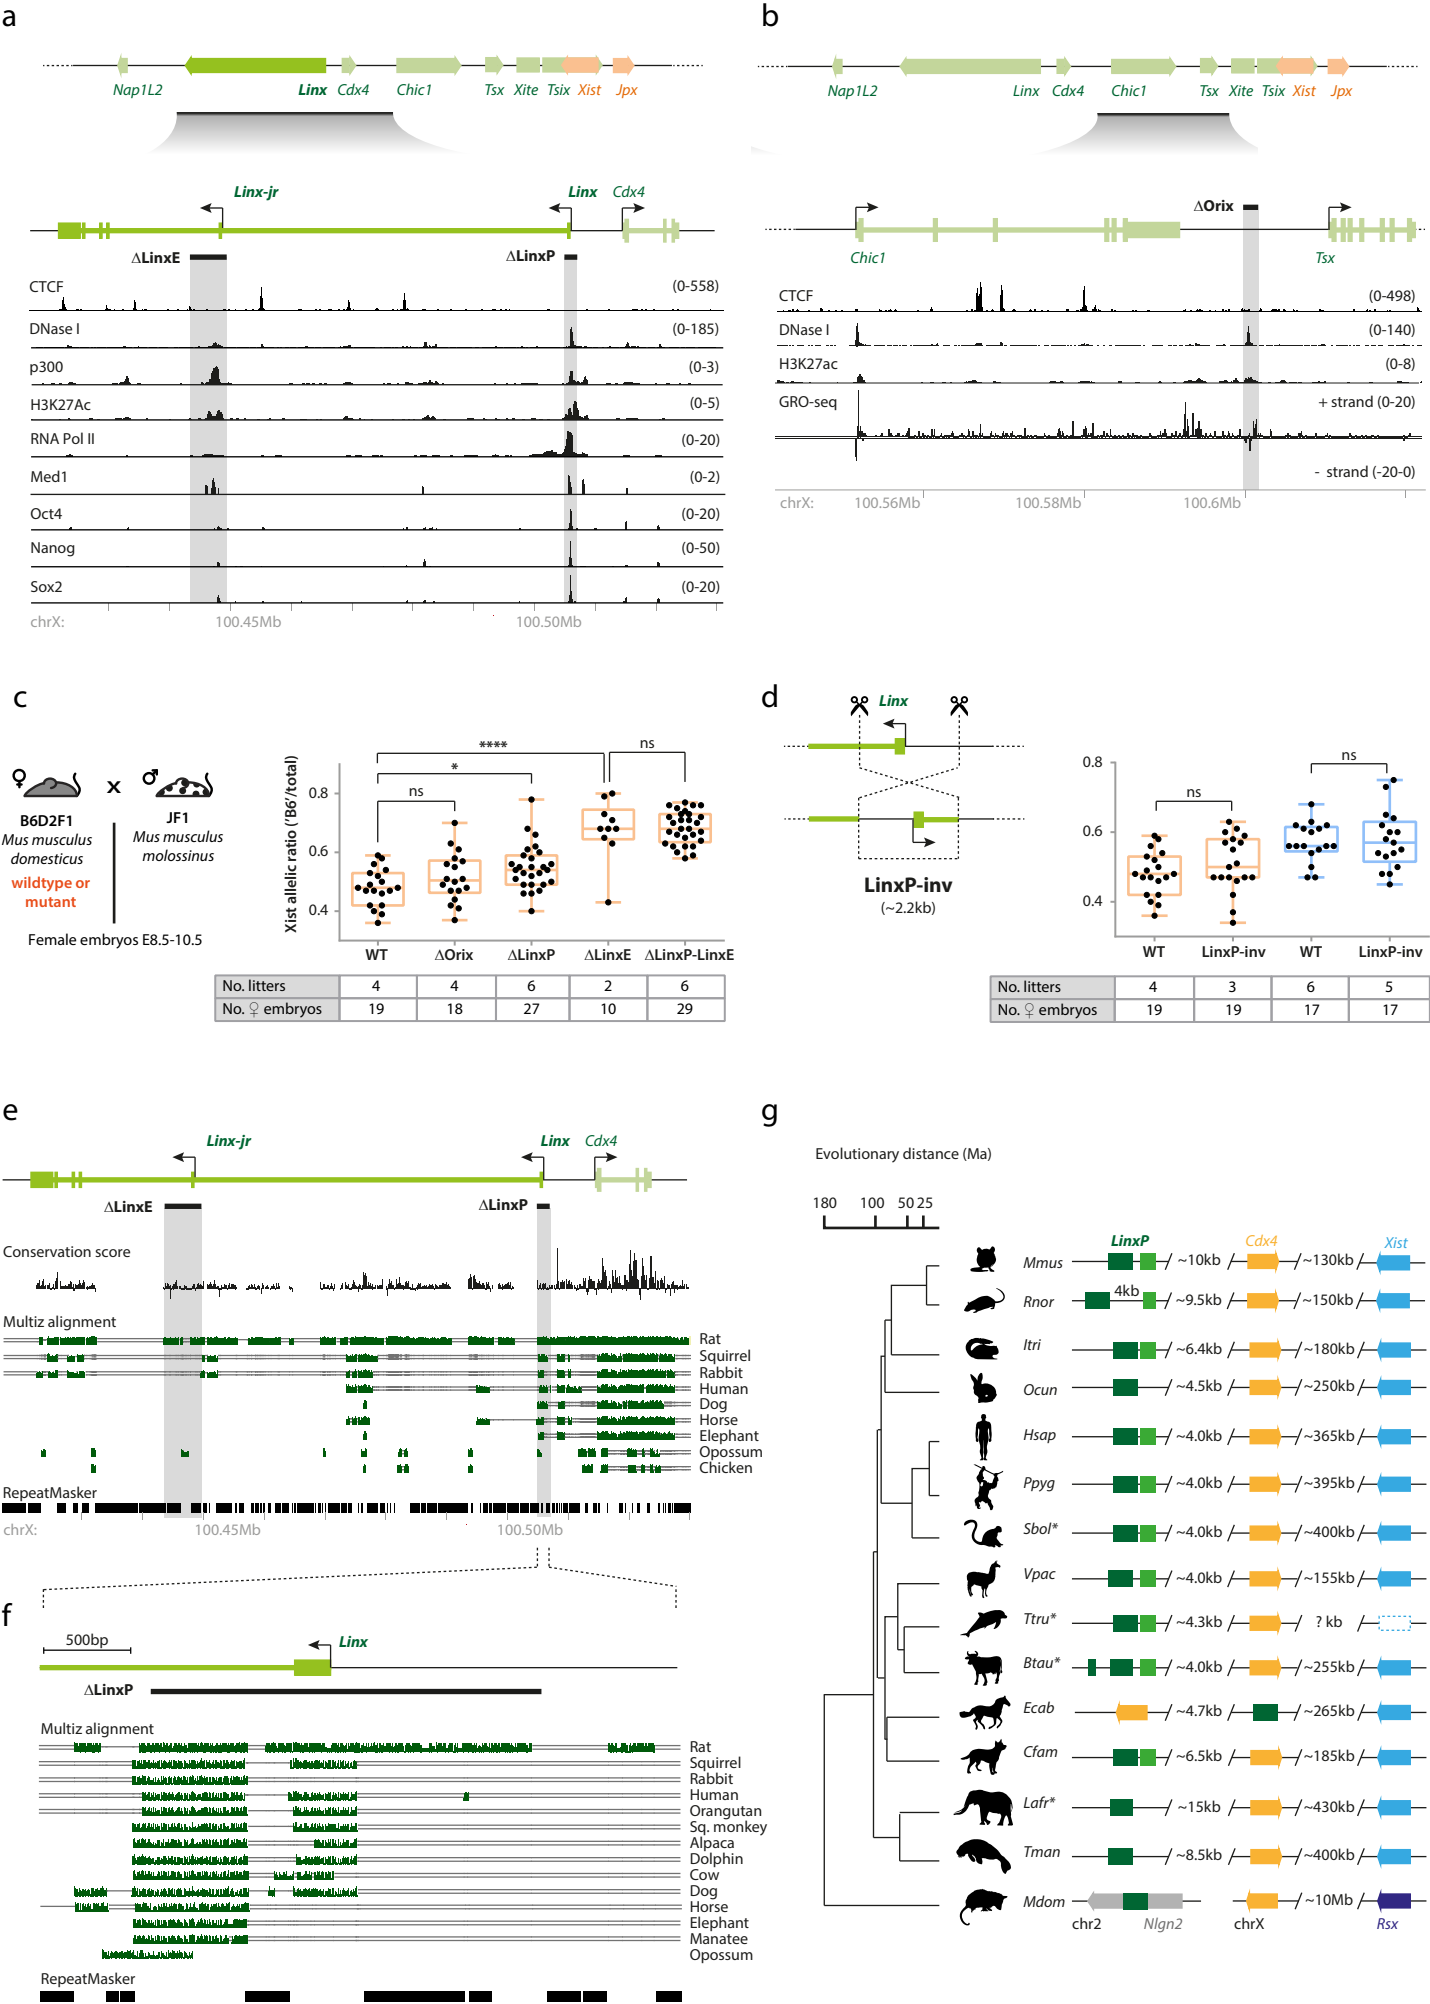 a
Nap1L2 Linx Cdx4 Chic1 Tsx Xite Tsix Xist Jpx
Linx-jr Linx Cdx4
ΔLinxE ΔLinxP
CTCF (0-558)
DNase I (0-185)
p300 (0-3)
H3K27Ac (0-5)
RNA Pol II (0-20)
Med1 (0-2)
Oct4 (0-20)
Nanog (0-50)
Sox2 (0-20)
chrX: 100.45Mb 100.50Mb
b
Nap1L2 Linx Cdx4 Chic1 Tsx Xite Tsix Xist Jpx
ΔOrix
Chic1 Tsx
CTCF (0-498)
DNase I (0-140)
H3K27ac (0-8)
GRO-seq + strand (0-20)
- strand (-20-0)
chrX: 100.56Mb 100.58Mb 100.6Mb
c
♀ x ♂
B6D2F1 JF1
Mus musculus domesticus
Mus musculus molossinus
wildtype or
mutant
Female embryos E8.5-10.5
Xist allelic ratio ('B6'/total)
0.8
0.6
0.4
ns
*
****
ns
WT ΔOrix ΔLinxP ΔLinxE ΔLinxP-LinxE
No. litters 4 4 6 2 6
No. ♀ embryos 19 18 27 10 29
d
Linx
LinxP-inv
(~2.2kb)
0.8
0.6
0.4
ns
ns
WT LinxP-inv WT LinxP-inv
No. litters 4 3 6 5
No. ♀ embryos 19 19 17 17
e
Linx-jr Linx Cdx4
ΔLinxE ΔLinxP
Conservation score
Multiz alignment
Rat
Squirrel
Rabbit
Human
Dog
Horse
Elephant
Opossum
Chicken
RepeatMasker
chrX: 100.45Mb 100.50Mb
f
500bp
Linx
ΔLinxP
Multiz alignment
Rat
Squirrel
Rabbit
Human
Orangutan
Sq. monkey
Alpaca
Dolphin
Cow
Dog
Horse
Elephant
Manatee
Opossum
RepeatMasker
g
Evolutionary distance (Ma)
180 100 50 25
LinxP Cdx4 Xist
Mmus ~10kb ~130kb
Rnor 4kb ~9.5kb ~150kb
Itri ~6.4kb ~180kb
Ocun ~4.5kb ~250kb
Hsap ~4.0kb ~365kb
Ppyg ~4.0kb ~395kb
Sbol* ~4.0kb ~400kb
Vpac ~4.0kb ~155kb
Ttru* ~4.3kb ? kb
Btau* ~4.0kb ~255kb
Ecab ~4.7kb ~265kb
Cfam ~6.5kb ~185kb
Lafr* ~15kb ~430kb
Tman ~8.5kb ~400kb
Mdom ~10Mb
chr2 Nlgn2 chrX Rsx